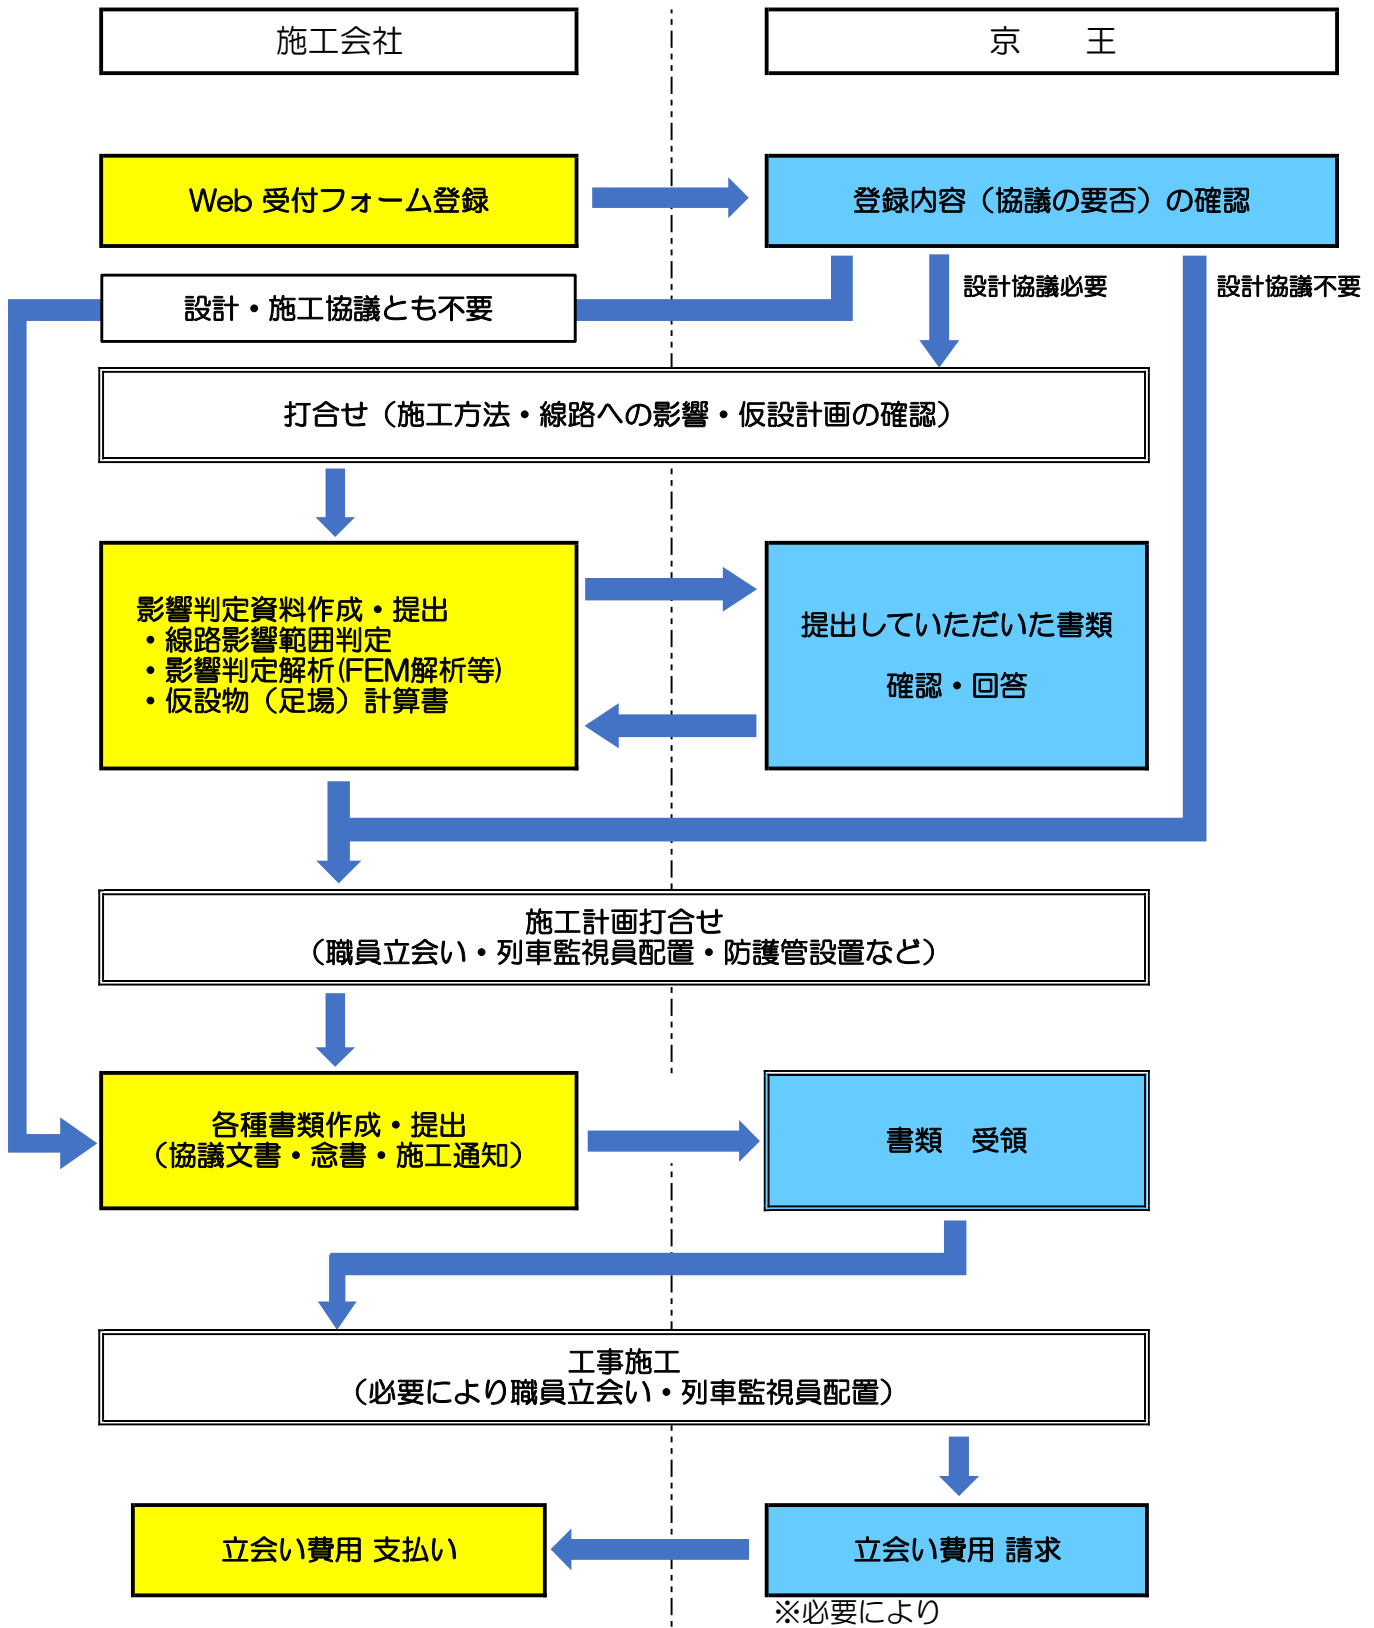 施工会社
京　　王
Web 受付フォーム登録
登録内容（協議の要否）の確認
設計・施工協議とも不要
設計協議必要
設計協議不要
打合せ（施工方法・線路への影響・仮設計画の確認）
影響判定資料作成・提出
・線路影響範囲判定
・影響判定解析(FEM解析等)
・仮設物（足場）計算書
提出していただいた書類
確認・回答
施工計画打合せ
（職員立会い・列車監視員配置・防護管設置など）
各種書類作成・提出
（協議文書・念書・施工通知）
書類　受領
工事施工
（必要により職員立会い・列車監視員配置）
立会い費用 支払い
立会い費用 請求
※必要により